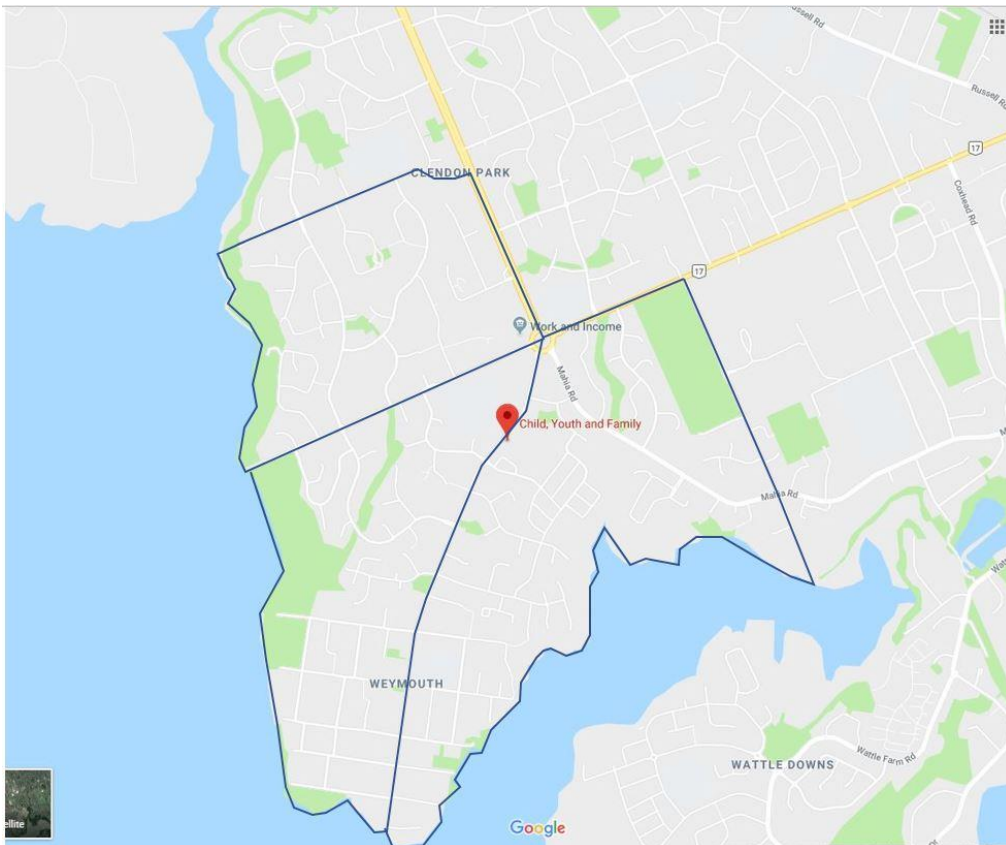 Russell Rd
Russell Rd
17
CLENDON PARK
Coxhead Rd
17
Work and Income
Mahia Rd
Child, Youth and Family
Mahia Rd
WEYMOUTH
WATTLE DOWNS
Wattle Farm Rd
ellite
Google